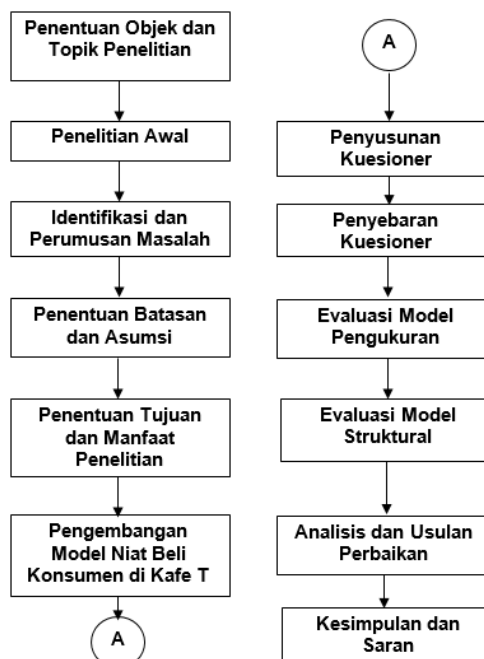 Penentuan Objek dan
Topik Penelitian
Penelitian Awal
Identifikasi dan
Perumusan Masalah
Penentuan Batasan
dan Asumsi
Penentuan Tujuan
dan Manfaat
Penelitian
Pengembangan
Model Niat Beli
Konsumen di Kafe T
A
A
Penyusunan
Kuesioner
Penyebaran
Kuesioner
Evaluasi Model
Pengukuran
Evaluasi Model
Struktural
Analisis dan Usulan
Perbaikan
Kesimpulan dan
Saran